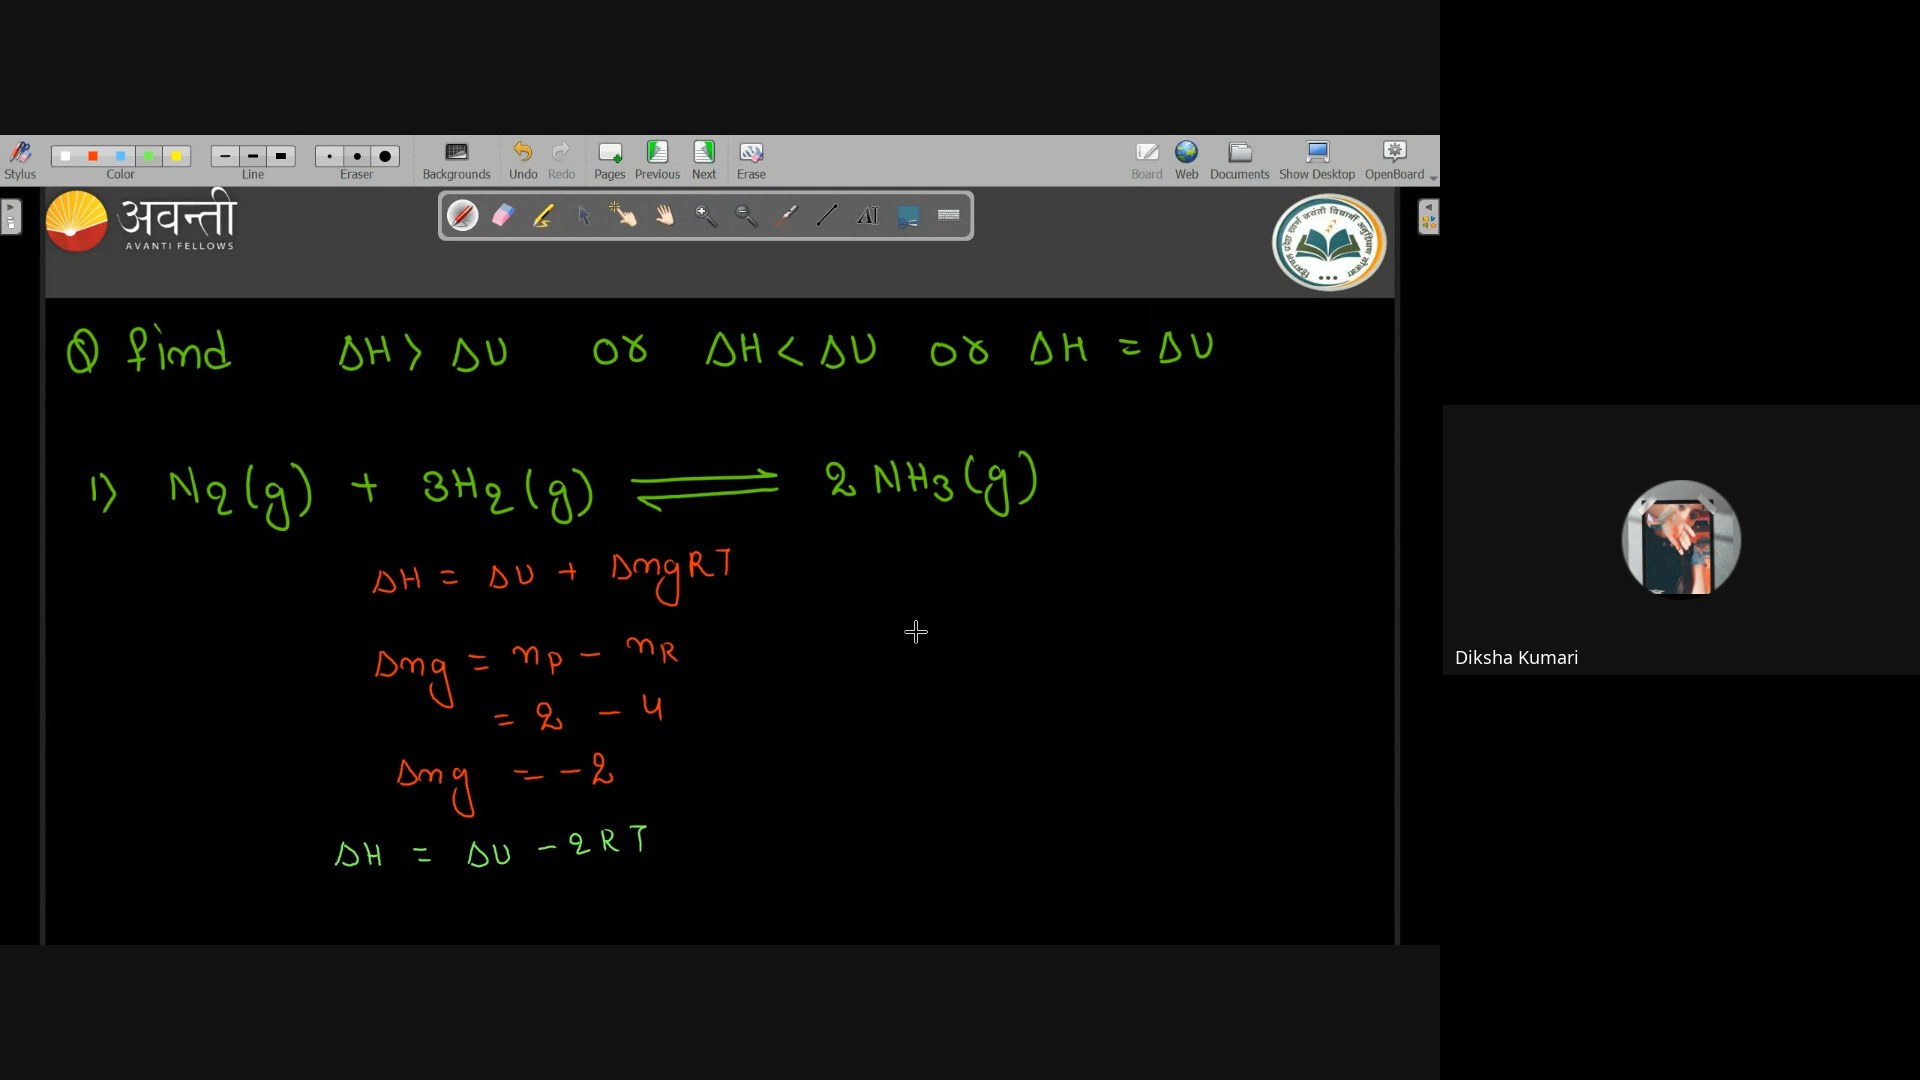 Stylus Color Line Eraser Backgrounds Undo Redo Pages Previous Next Erase Board Web Documents Show Desktop OpenBoard
अवन्ती
AVANTI FELLOWS
Q find ΔH > ΔU or ΔH < ΔU or ΔH = ΔU
1) N2(g) + 3H2(g) ⇌ 2NH3(g)
ΔH = ΔU + ΔngRT
Δng = nP - nR
= 2 - 4
Δng = -2
ΔH = ΔU - 2RT
Diksha Kumari